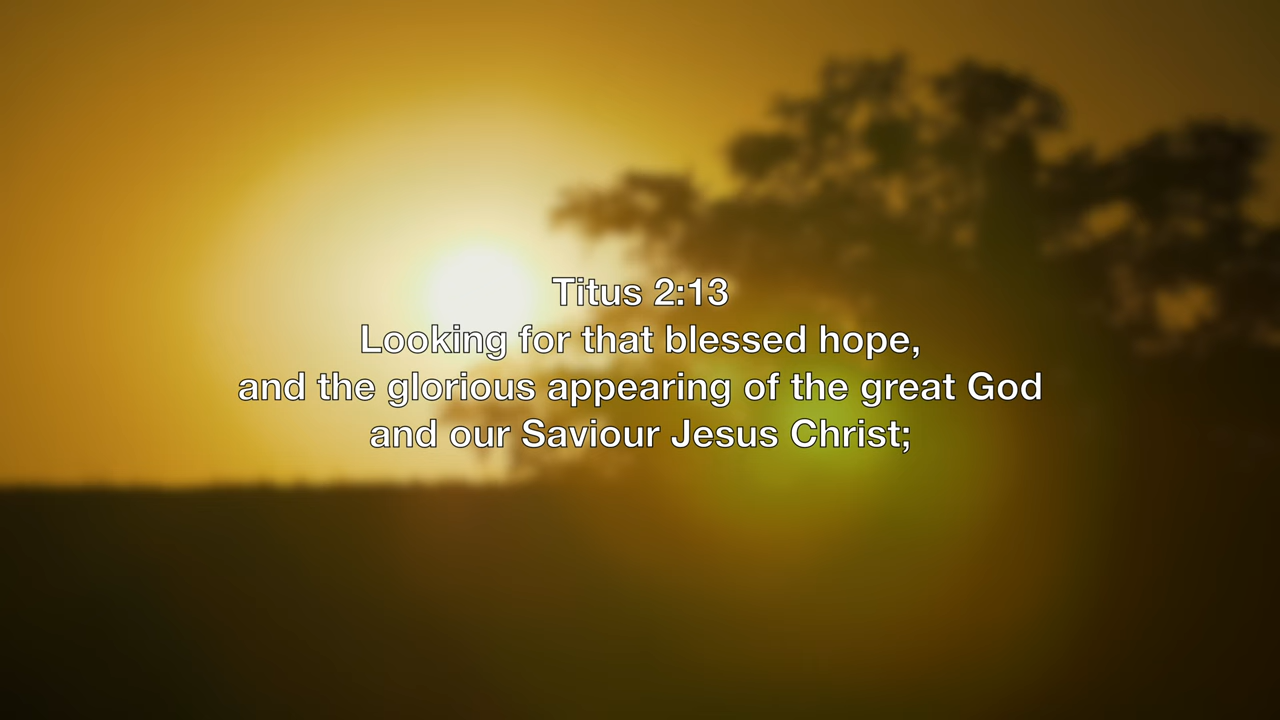 Titus 2:13
Looking for that blessed hope,
and the glorious appearing of the great God
and our Saviour Jesus Christ;